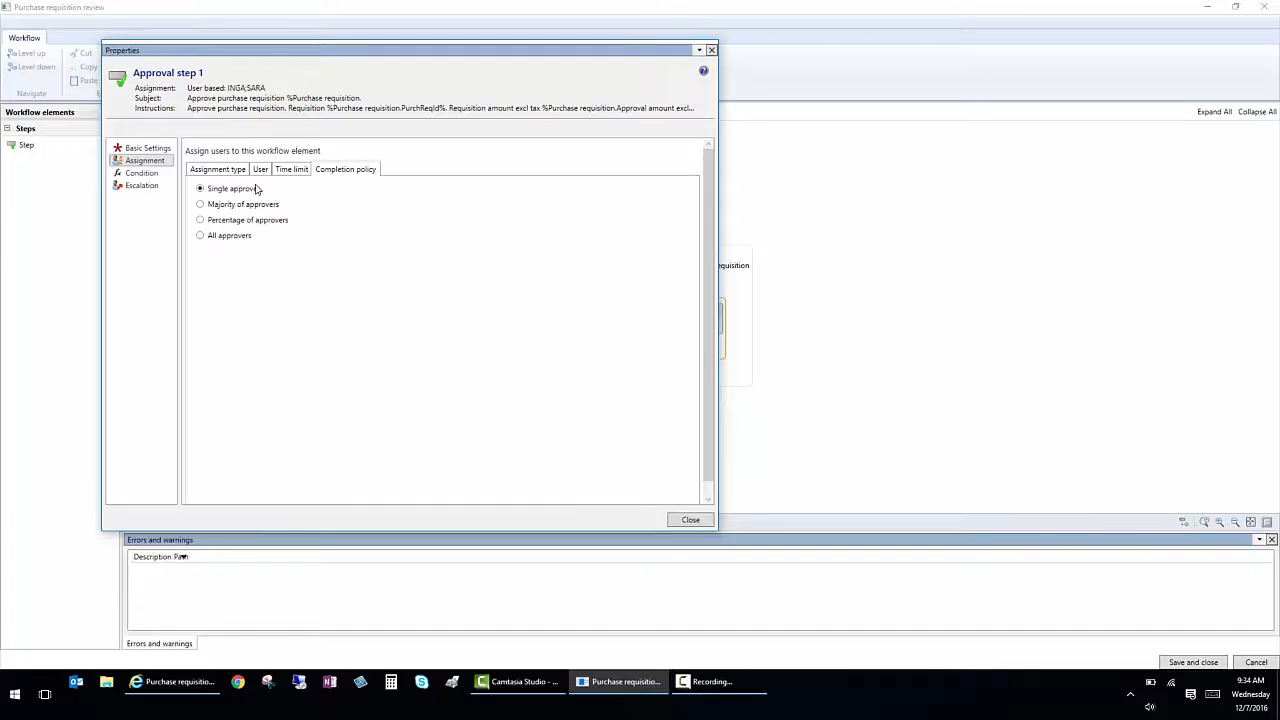 Purchase requisition review
Workflow
Level up
Cut
Level down
Copy
Paste
Navigate
Workflow elements
Steps
Step
Properties
Approval step 1
Assignment: User based: INGA;SARA
Subject: Approve purchase requisition %Purchase requisition.
Instructions: Approve purchase requisition. Requisition %Purchase requisition.PurchReqId%. Requisition amount excl tax %Purchase requisition.Approval amount excl...
Basic Settings
Assignment
Condition
Escalation
Assign users to this workflow element
Assignment type User Time limit Completion policy
Single approver
Majority of approvers
Percentage of approvers
All approvers
Close
Expand All Collapse All
equisition
Errors and warnings
Description
Errors and warnings
Save and close Cancel
Purchase requisitio...
Camtasia Studio - ...
Purchase requisitio...
Recording...
9:34 AM
Wednesday
12/7/2016